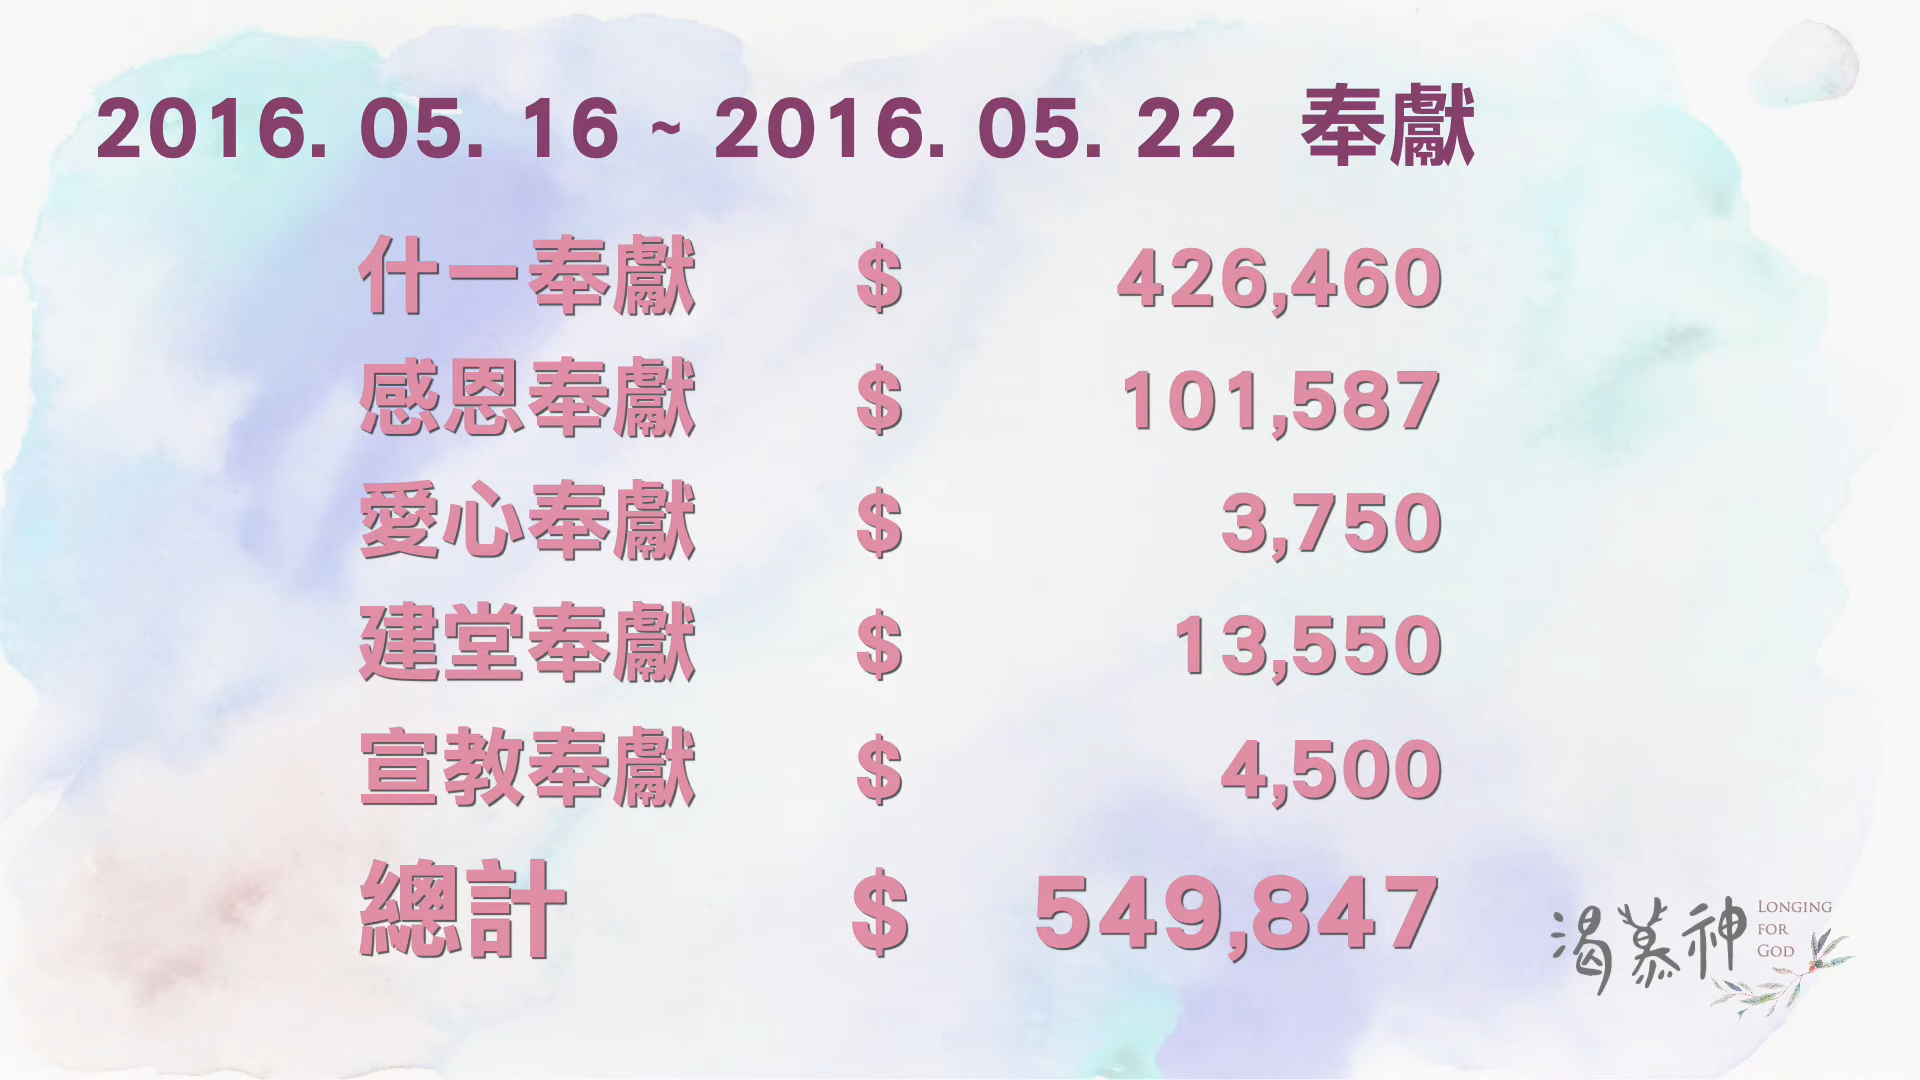 2016. 05. 16 ~ 2016. 05. 22 奉獻
什一奉獻 $ 426,460
感恩奉獻 $ 101,587
愛心奉獻 $ 3,750
建堂奉獻 $ 13,550
宣教奉獻 $ 4,500
總計 $ 549,847
渴慕神
LONGING
FOR
GOD